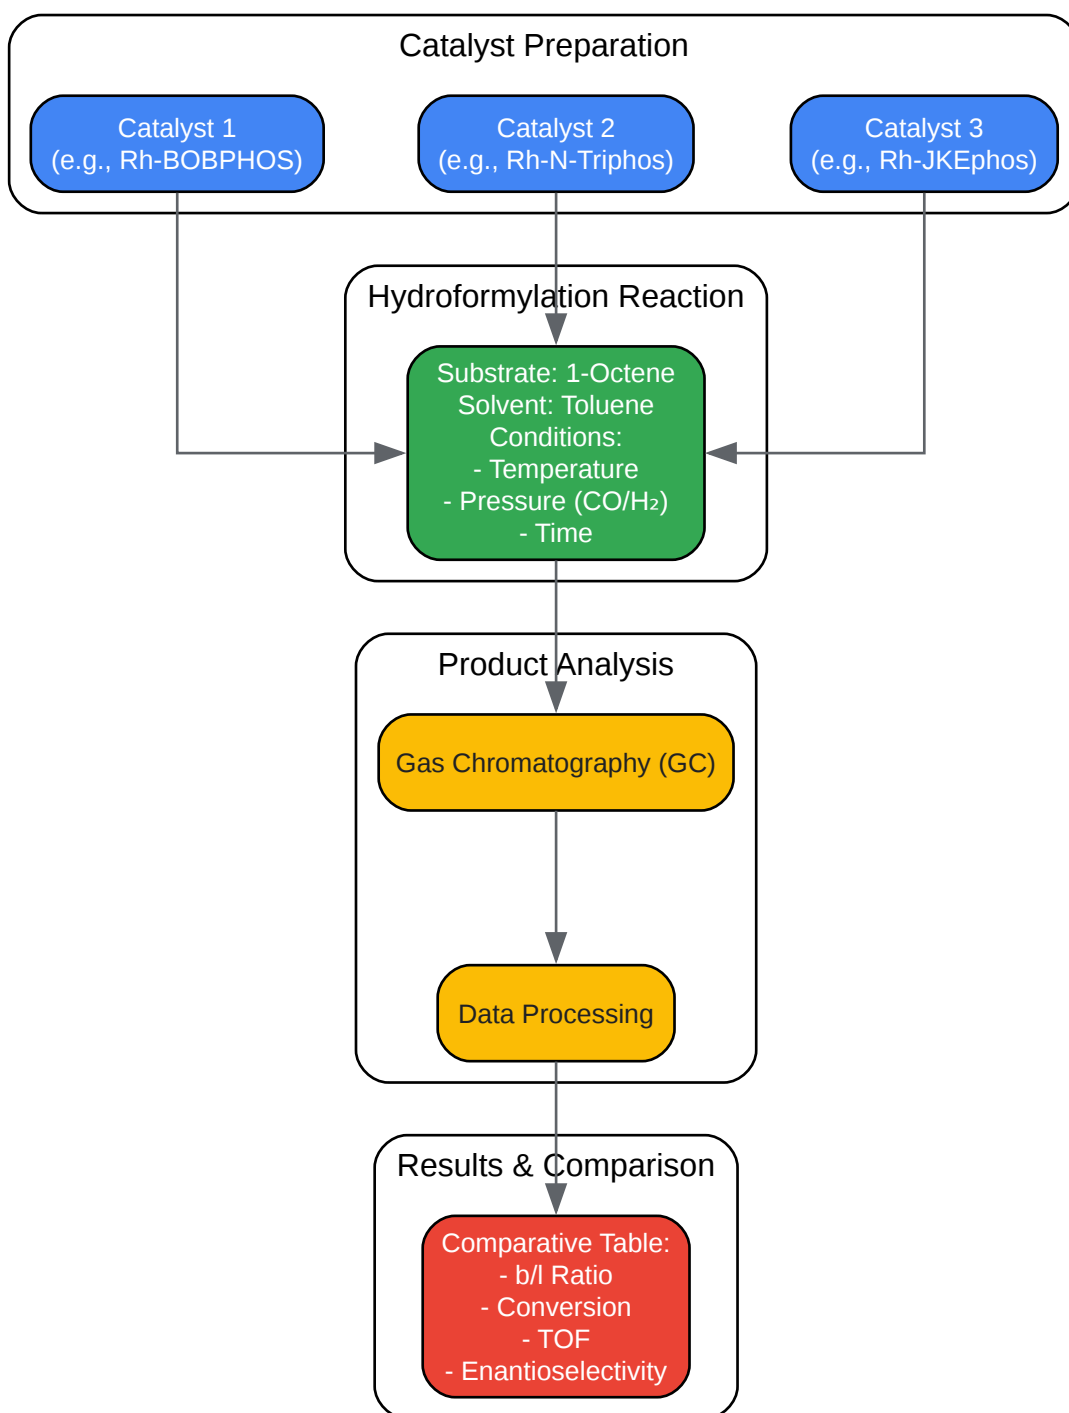 Catalyst Preparation
Catalyst 1
(e.g., Rh-BOBPHOS)
Catalyst 2
(e.g., Rh-N-Triphos)
Catalyst 3
(e.g., Rh-JKEphos)
Hydroformylation Reaction
Substrate: 1-Octene
Solvent: Toluene
Conditions:
- Temperature
- Pressure (CO/H₂)
- Time
Product Analysis
Gas Chromatography (GC)
Data Processing
Results & Comparison
Comparative Table:
- b/l Ratio
- Conversion
- TOF
- Enantioselectivity